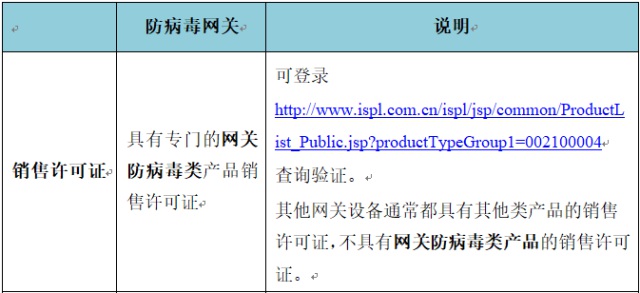 防病毒网关
说明
销售许可证
具有专门的网关
防病毒类产品销
售许可证
可登录
http://www.ispl.com.cn/ispl/jsp/common/ProductL
ist_Public.jsp?productTypeGroup1=002100004
查询验证。
其他网关设备通常都具有其他类产品的销售
许可证,不具有网关防病毒类产品的销售许可
证。